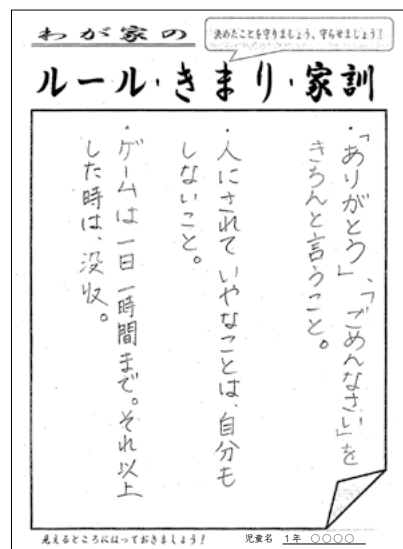 わが家の
決めたことを守りましょう、守らせましょう！
ルール・きまり・家訓
・「ありがとう」、「ごめんなさい」を
きちんと言うこと。
・人にされていやなことは、自分も
しないこと。
・ゲームは一日一時間まで。それ以上
した時は、没収。
見えるところにはっておきましょう！
児童名 1年 ○○○○